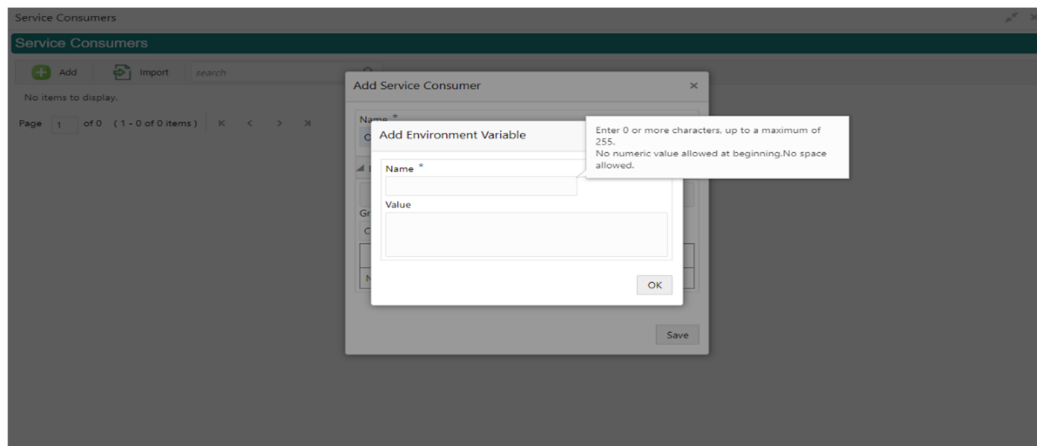 Service Consumers
Service Consumers
Add Import search
No items to display.
Page 1 of 0 (1 - 0 of 0 items)
Add Service Consumer
Name *
Add Environment Variable
Enter 0 or more characters, up to a maximum of
255.
No numeric value allowed at beginning.No space
allowed.
Name *
Value
Gr
C
N
OK
Save